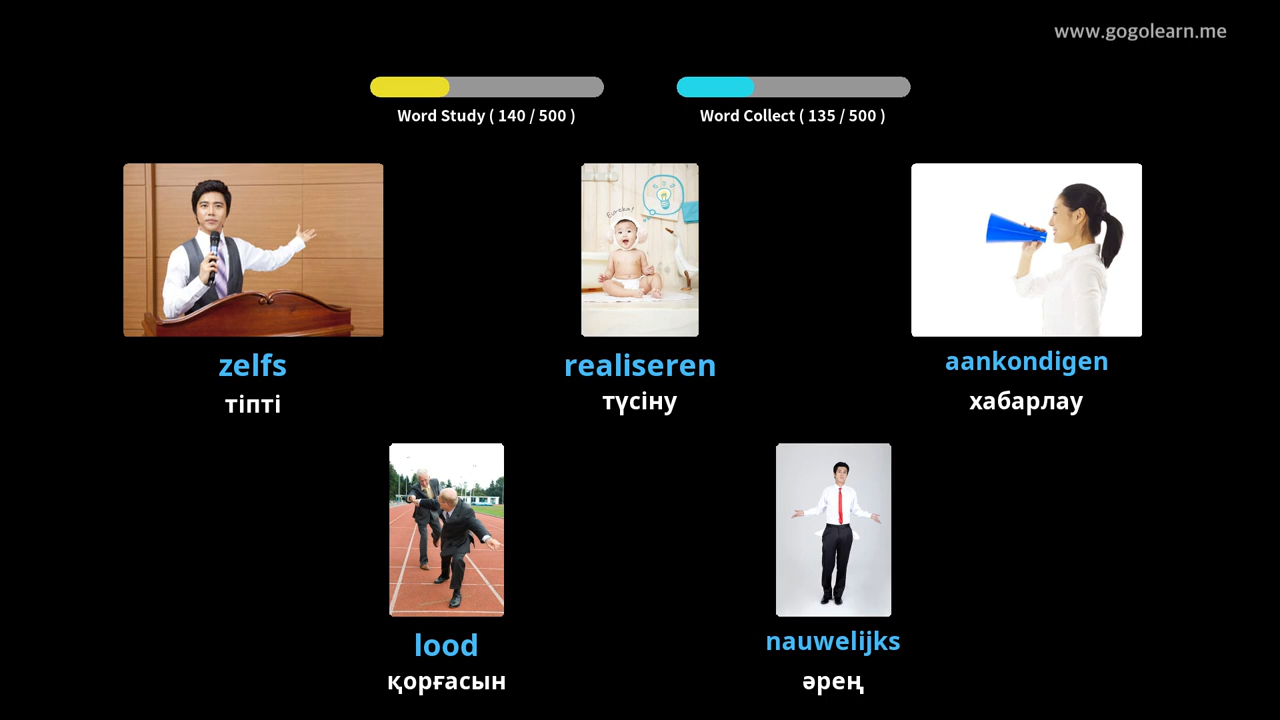 www.gogolearn.me
Word Study ( 140 / 500 )
Word Collect ( 135 / 500 )
Eureka!
zelfs
realiseren
aankondigen
тіпті
түсіну
хабарлау
lood
nauwelijks
қорғасын
әрең